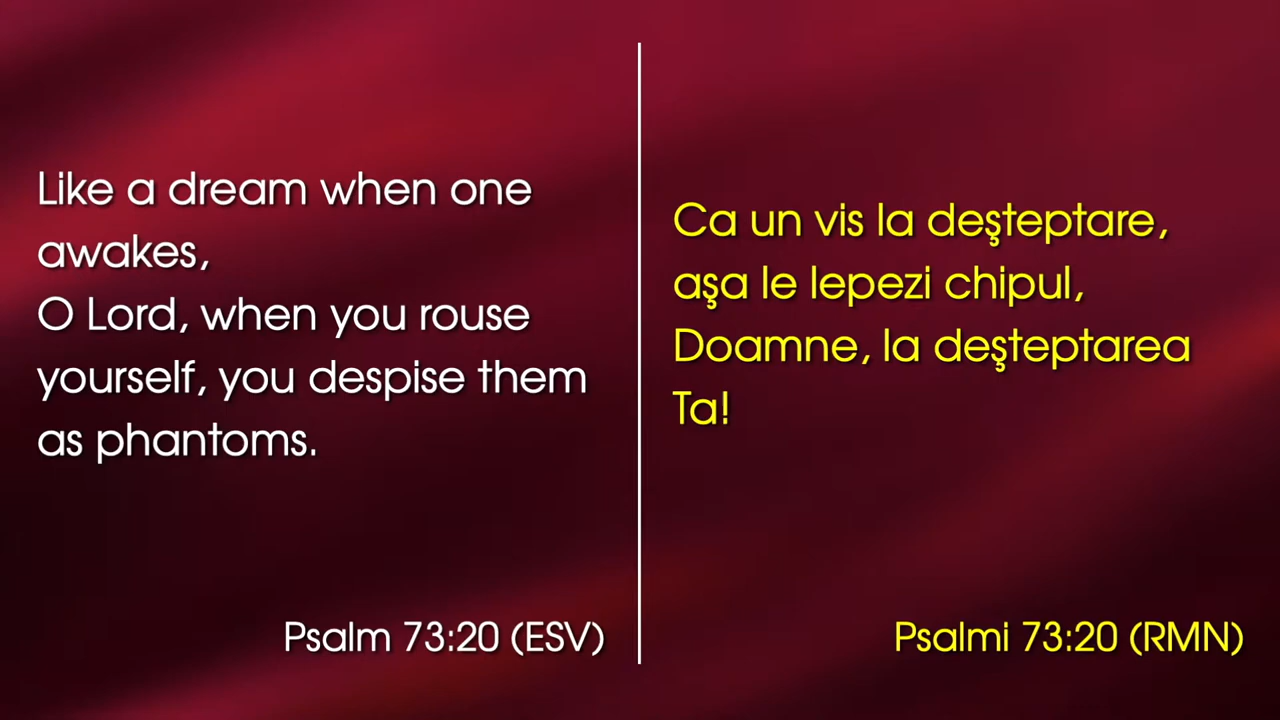 Like a dream when one
awakes,
O Lord, when you rouse
yourself, you despise them
as phantoms.
Psalm 73:20 (ESV)
Ca un vis la deşteptare,
aşa le lepezi chipul,
Doamne, la deşteptarea
Ta!
Psalmi 73:20 (RMN)